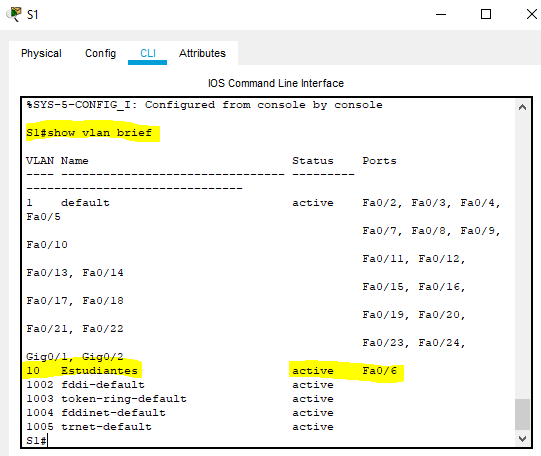 S1
Physical Config CLI Attributes
IOS Command Line Interface
%SYS-5-CONFIG_I: Configured from console by console
S1#show vlan brief
VLAN Name Status Ports
---- -------------------------------- ---------
-------------------------------
1 default active Fa0/2, Fa0/3, Fa0/4,
Fa0/5
Fa0/7, Fa0/8, Fa0/9,
Fa0/10
Fa0/11, Fa0/12,
Fa0/13, Fa0/14
Fa0/15, Fa0/16,
Fa0/17, Fa0/18
Fa0/19, Fa0/20,
Fa0/21, Fa0/22
Fa0/23, Fa0/24,
Gig0/1, Gig0/2
10 Estudiantes active Fa0/6
1002 fddi-default active
1003 token-ring-default active
1004 fddinet-default active
1005 trnet-default active
S1#